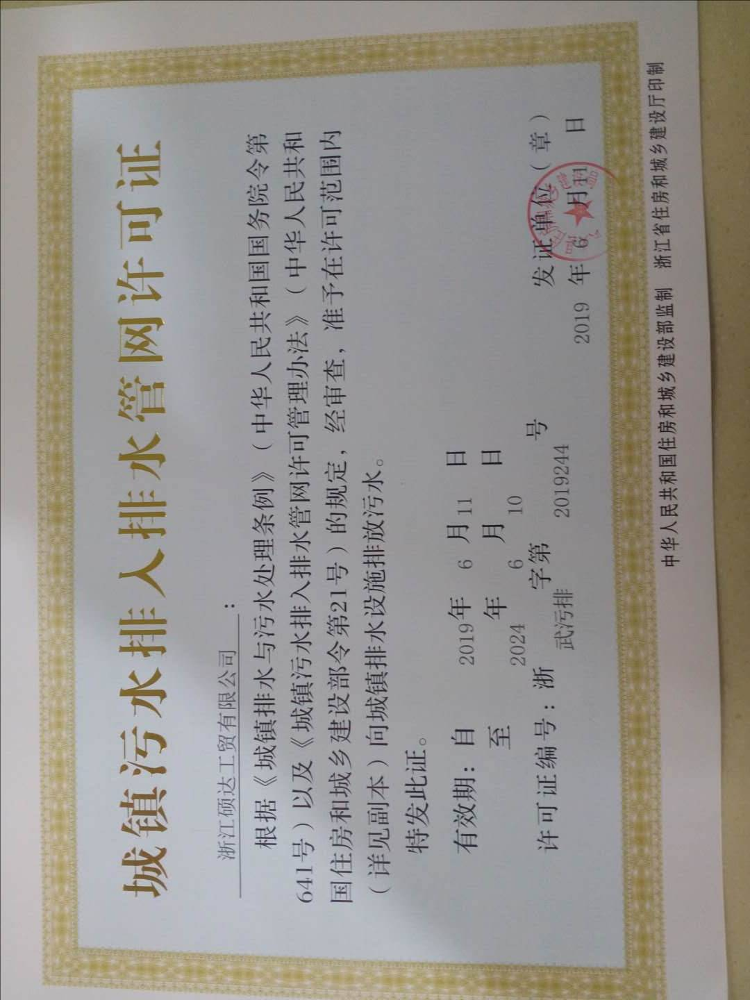 城镇污水排入排水管网许可证
浙江硕达工贸有限公司：
根据《城镇排水与污水处理条例》（中华人民共和国国务院令第
641号）以及《城镇污水排入排水管网许可管理办法》（中华人民共和
国住房和城乡建设部令第21号）的规定，经审查，准予在许可范围内
（详见副本）向城镇排水设施排放污水。
特发此证。
有效期：自 2019年 6 月 11 日
至 2024 年 6 月 10 日
许可证编号：浙 武污排 字第 2019244 号
发证单位（章）
2019 年 6 月 11 日
中华人民共和国住房和城乡建设部监制 浙江省住房和城乡建设厅印制